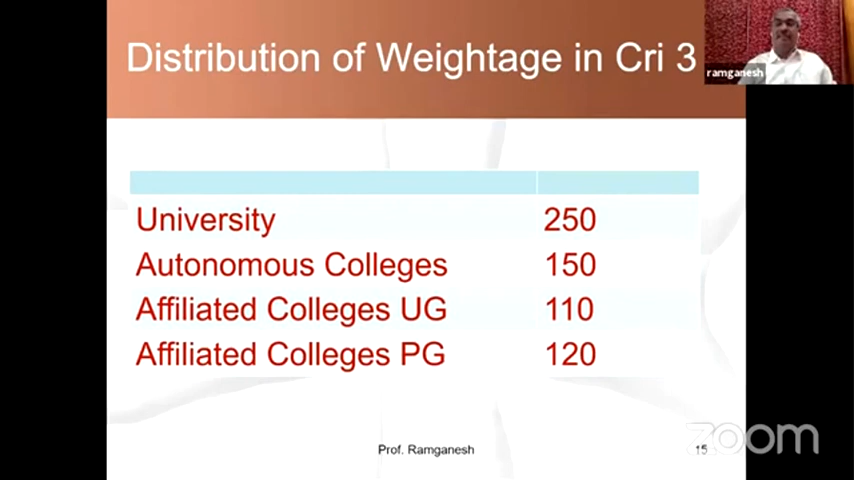 Distribution of Weightage in Cri 3
ramganesh
University 250
Autonomous Colleges 150
Affiliated Colleges UG 110
Affiliated Colleges PG 120
Prof. Ramganesh
15
zoom